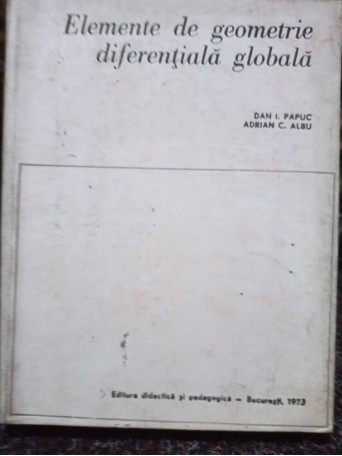 Elemente de geometrie
diferențială globală
DAN I. PAPUC
ADRIAN C. ALBU
Editura didactică și pedagogică – București, 1973